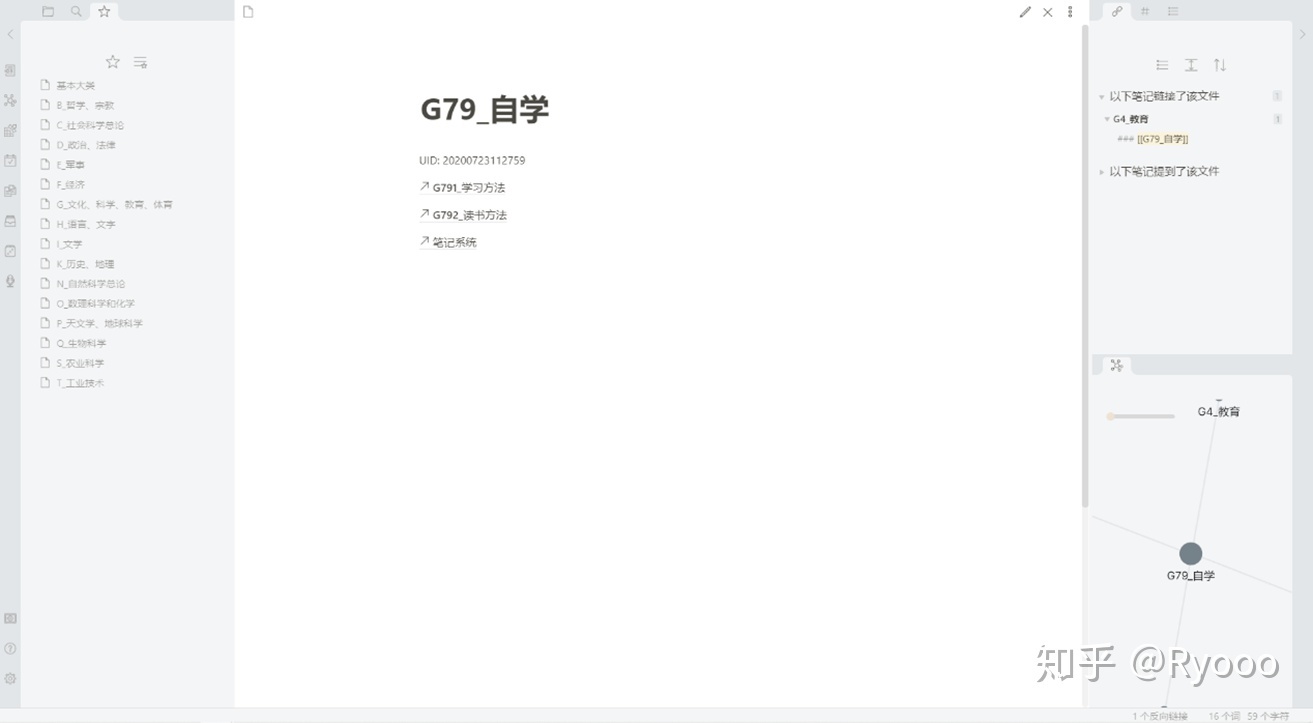 基本大类
B_哲学、宗教
C_社会科学总论
D_政治、法律
E_军事
F_经济
G_文化、科学、教育、体育
H_语言、文字
I_文学
K_历史、地理
N_自然科学总论
O_数理科学和化学
P_天文学、地球科学
Q_生物科学
S_农业科学
T_工业技术
G79_自学
UID: 20200723112759
G791_学习方法
G792_读书方法
笔记系统
以下笔记链接了该文件 1
G4_教育 1
### [[G79_自学]]
以下笔记提到了该文件
G4_教育
G79_自学
知乎 @Ryooo
1 个反向链接 16 个词 59 个字符